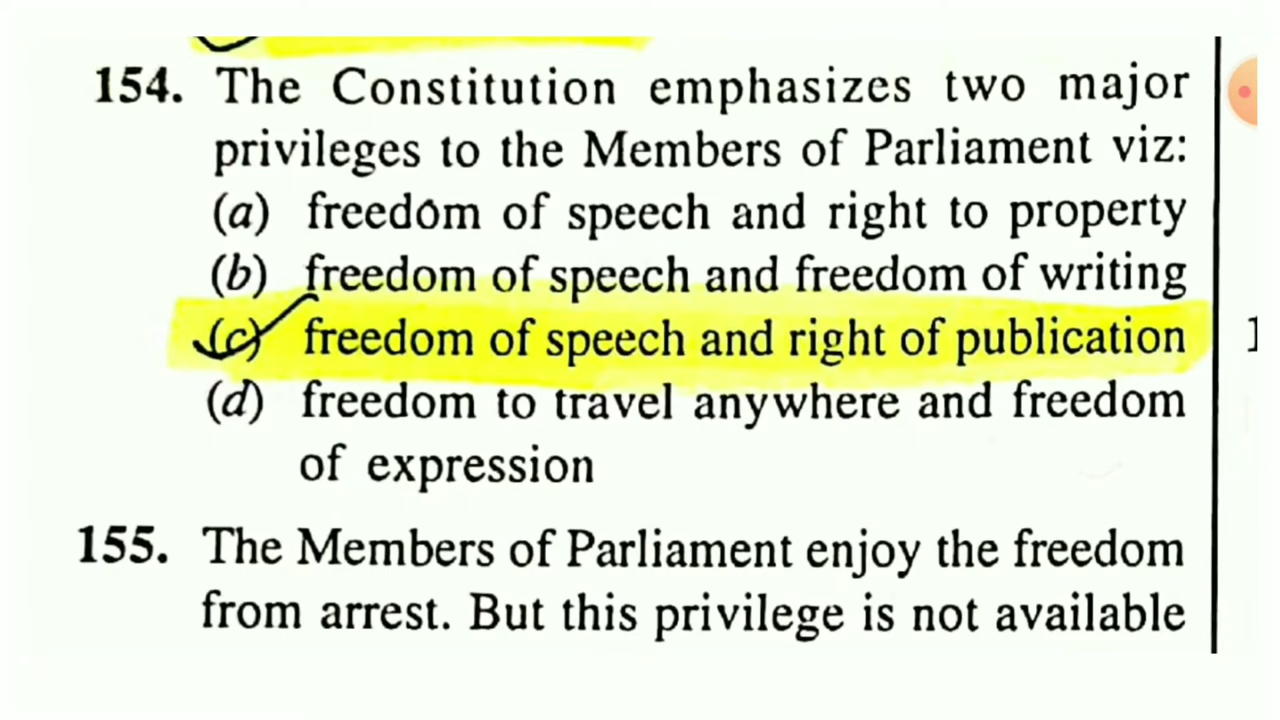 154. The Constitution emphasizes two major
privileges to the Members of Parliament viz:
(a) freedom of speech and right to property
(b) freedom of speech and freedom of writing
(c) freedom of speech and right of publication
(d) freedom to travel anywhere and freedom
of expression
155. The Members of Parliament enjoy the freedom
from arrest. But this privilege is not available